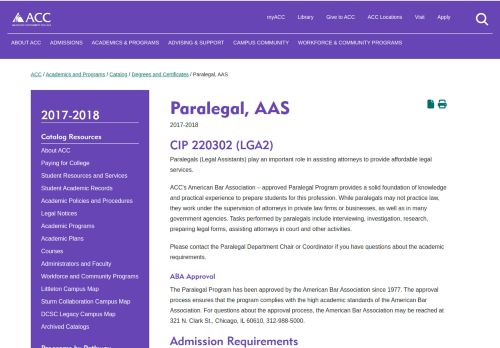 ACC
myACC Library Give to ACC ACC Locations Visit Apply
ABOUT ACC ADMISSIONS ACADEMICS & PROGRAMS ADVISING & SUPPORT CAMPUS COMMUNITY WORKFORCE & COMMUNITY PROGRAMS
ACC / Academics and Programs / Catalog / Degrees and Certificates / Paralegal, AAS
2017-2018
Catalog Resources
About ACC
Paying for College
Student Resources and Services
Student Academic Records
Academic Policies and Procedures
Legal Notices
Academic Programs
Academic Plans
Courses
Administrators and Faculty
Workforce and Community Programs
Littleton Campus Map
Sturm Collaboration Campus Map
DCSC Legacy Campus Map
Archived Catalogs
Programs by Pathway
Paralegal, AAS
2017-2018
CIP 220302 (LGA2)
Paralegals (Legal Assistants) play an important role in assisting attorneys to provide affordable legal
services.
ACC's American Bar Association – approved Paralegal Program provides a solid foundation of knowledge
and practical experience to prepare students for this profession. While paralegals may not practice law,
they work under the supervision of attorneys in private law firms or businesses, as well as in many
government agencies. Tasks performed by paralegals include interviewing, investigation, research,
preparing legal forms, assisting attorneys in court and other activities.
Please contact the Paralegal Department Chair or Coordinator if you have questions about the academic
requirements.
ABA Approval
The Paralegal Program has been approved by the American Bar Association since 1977. The approval
process ensures that the program complies with the high academic standards of the American Bar
Association. For questions about the approval process, the American Bar Association may be reached at
321 N. Clark St., Chicago, IL 60610, 312-988-5000.
Admission Requirements